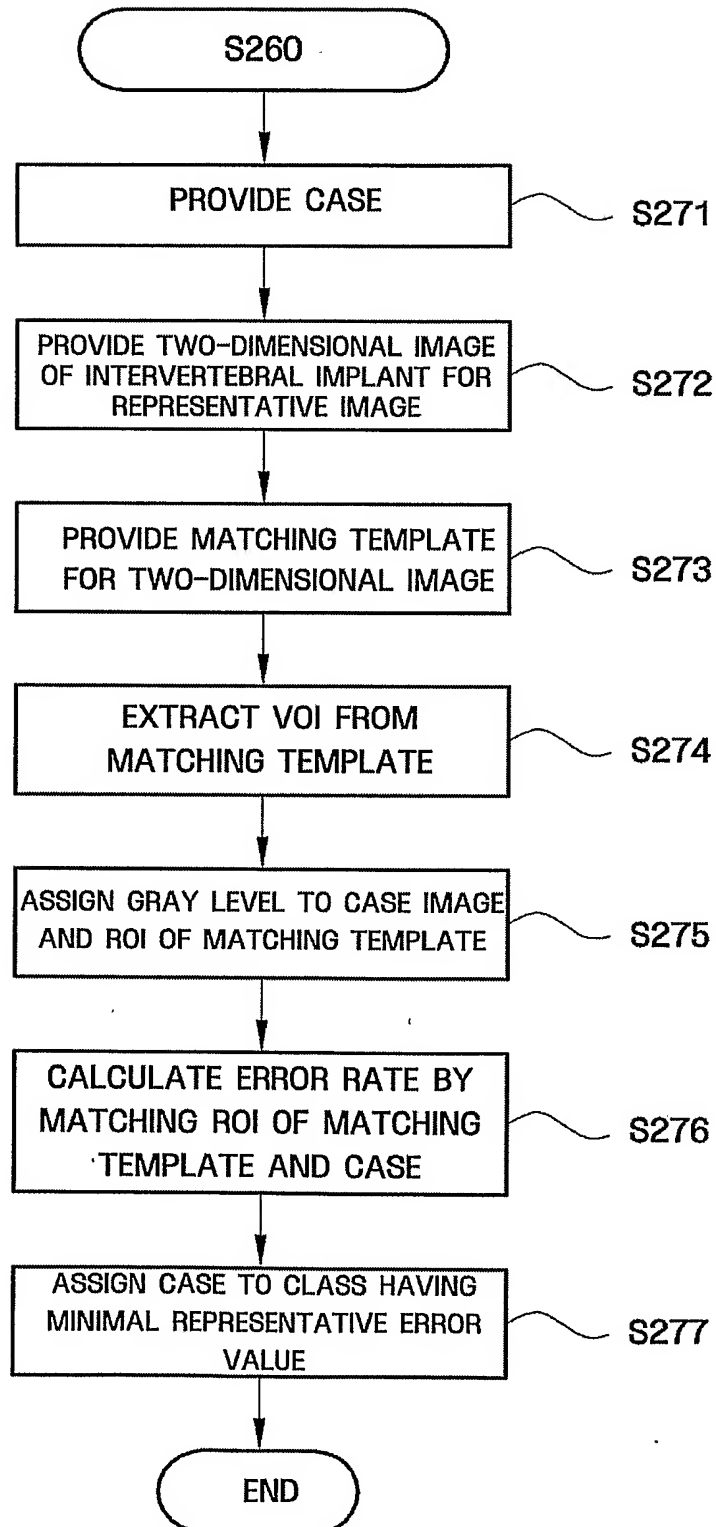 S260
PROVIDE CASE
S271
PROVIDE TWO-DIMENSIONAL IMAGE
OF INTERVERTEBRAL IMPLANT FOR
REPRESENTATIVE IMAGE
S272
PROVIDE MATCHING TEMPLATE
FOR TWO-DIMENSIONAL IMAGE
S273
EXTRACT VOI FROM
MATCHING TEMPLATE
S274
ASSIGN GRAY LEVEL TO CASE IMAGE
AND ROI OF MATCHING TEMPLATE
S275
CALCULATE ERROR RATE BY
MATCHING ROI OF MATCHING
TEMPLATE AND CASE
S276
ASSIGN CASE TO CLASS HAVING
MINIMAL REPRESENTATIVE ERROR
VALUE
S277
END